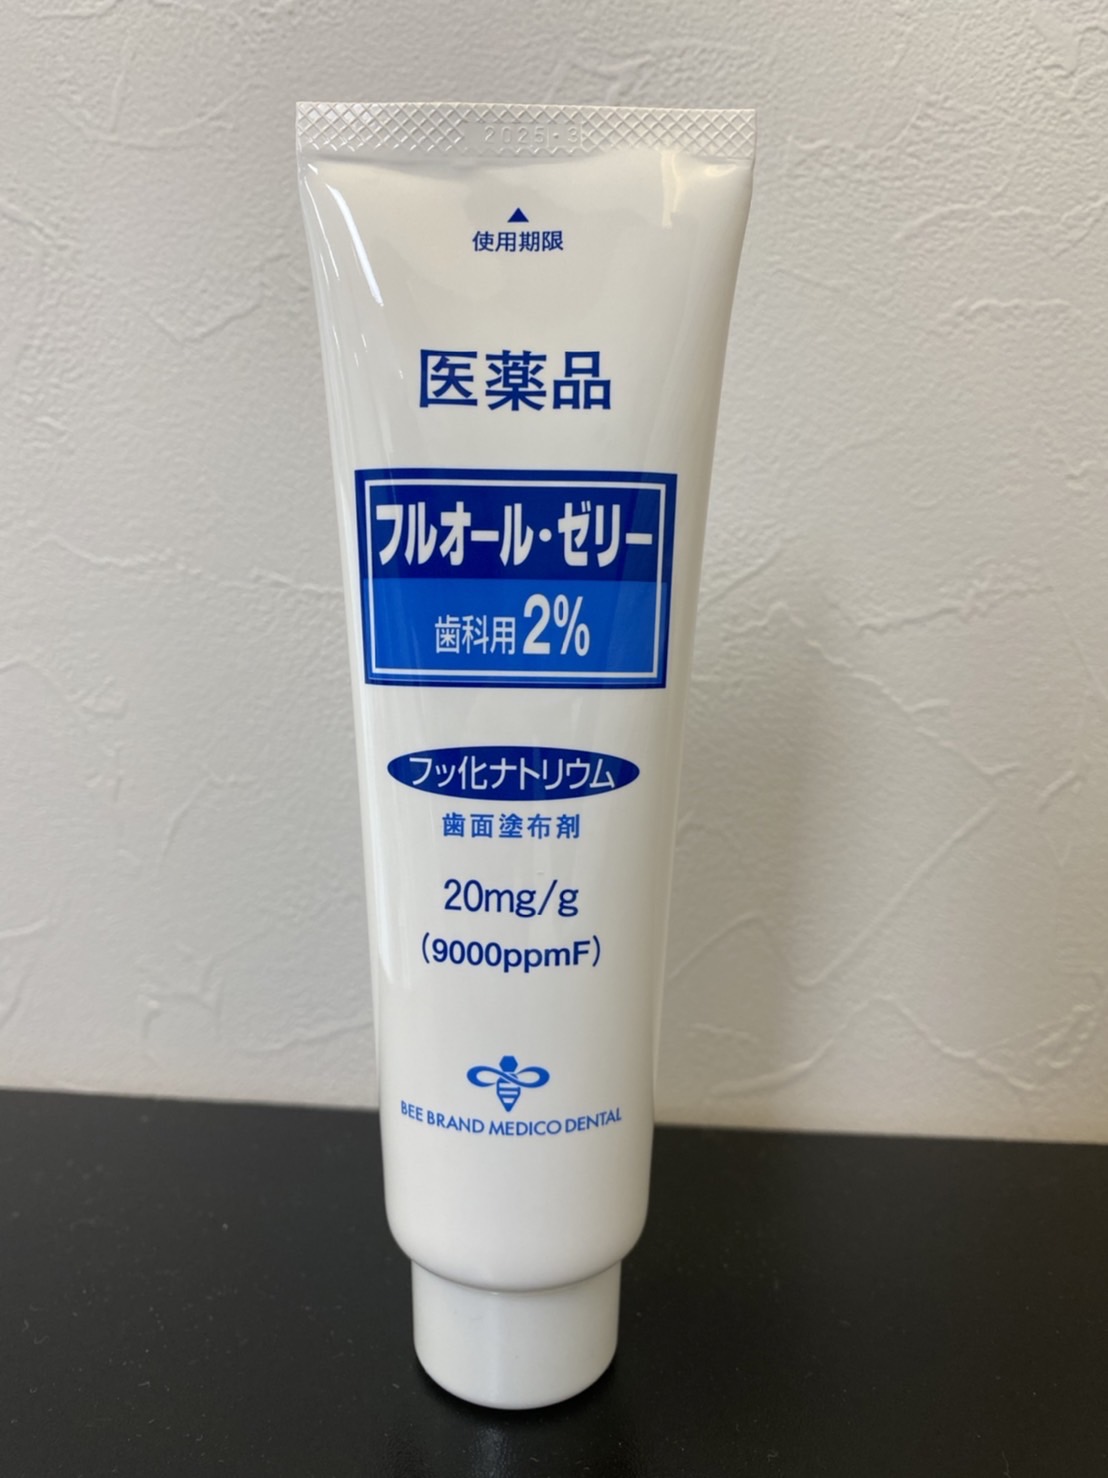 2025.3
▲
使用期限
医薬品
フルオール・ゼリー
歯科用2%
フッ化ナトリウム
歯面塗布剤
20mg/g
(9000ppmF)
BEE BRAND MEDICO DENTAL